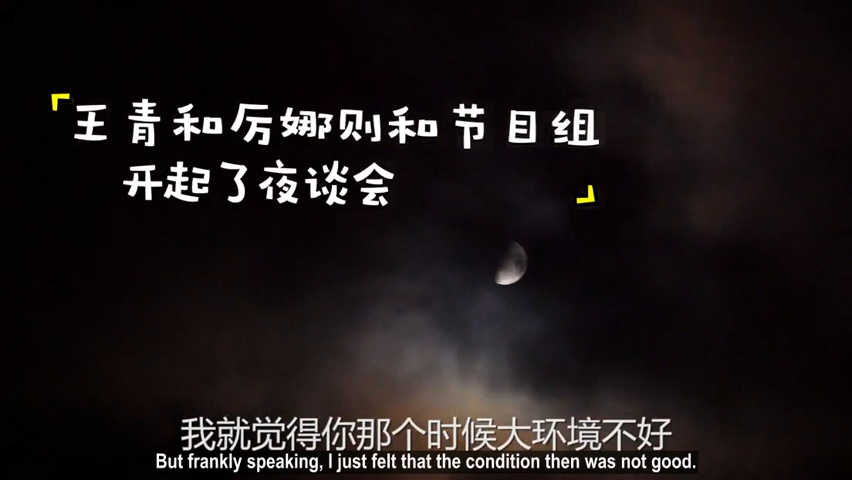 王青和厉娜则和节目组
开起了夜谈会
我就觉得你那个时候大环境不好
But frankly speaking, I just felt that the condition then was not good.